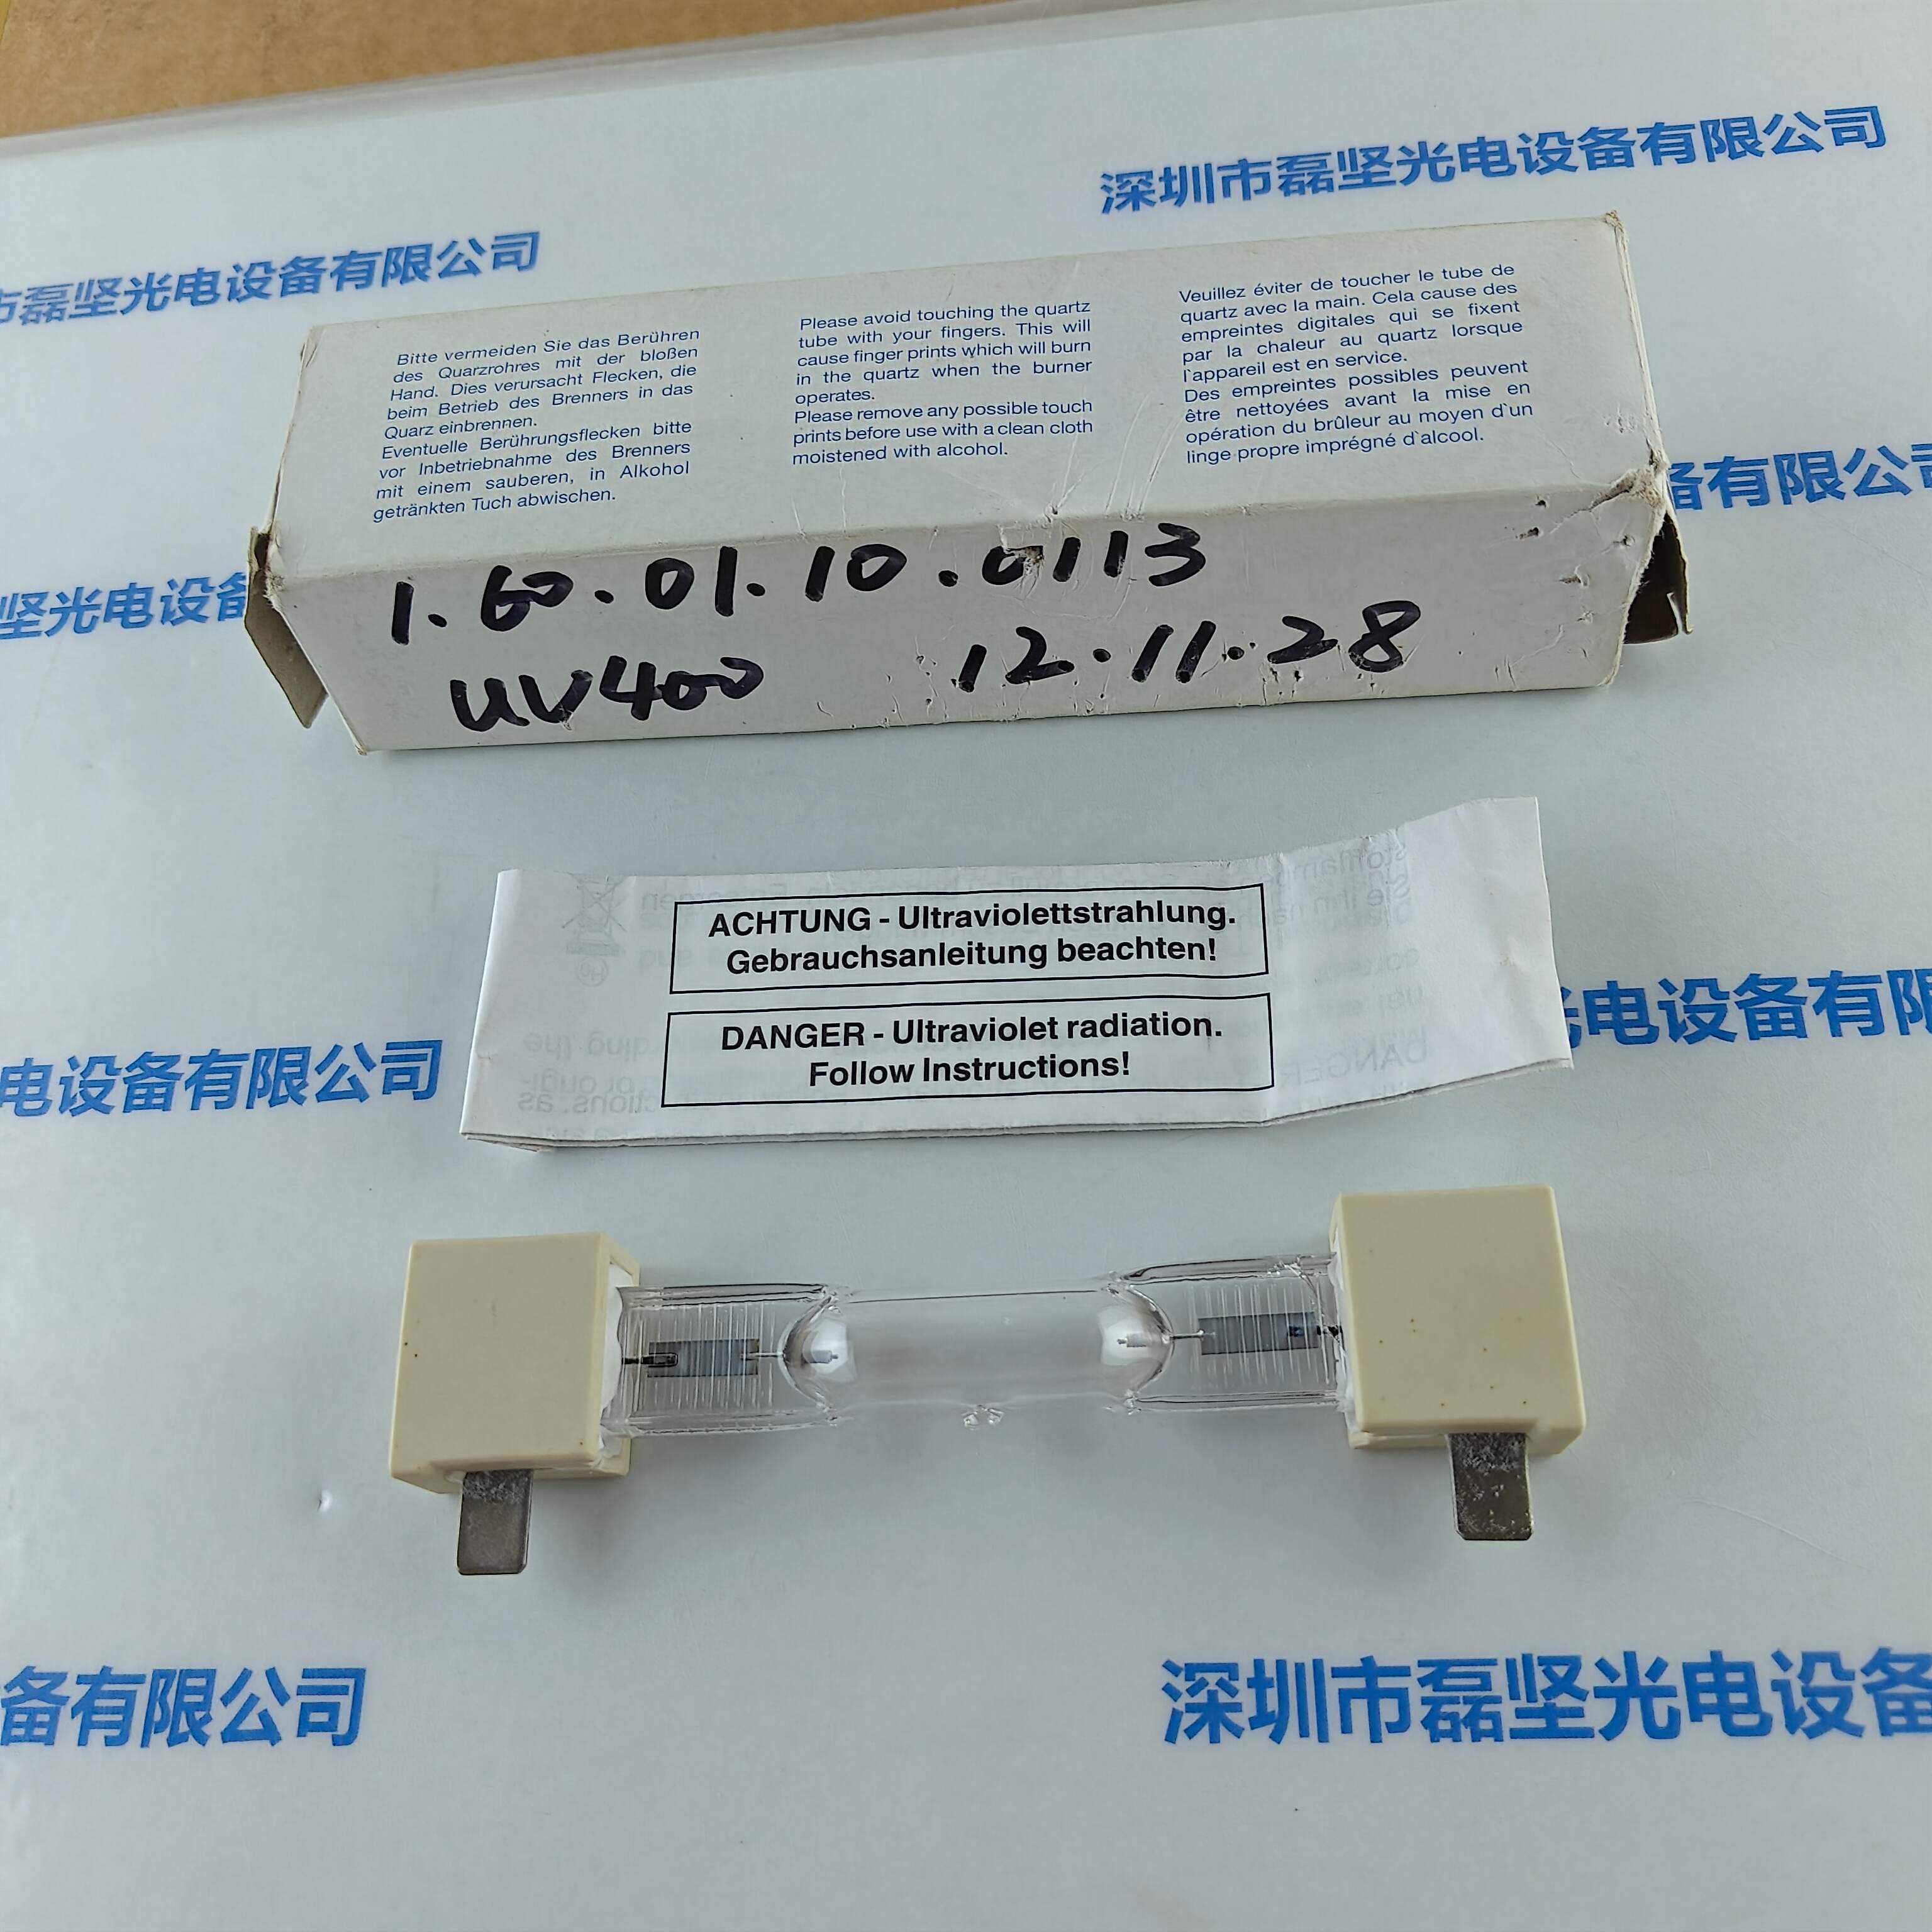 深圳市磊坚光电设备有限公司
市磊坚光电设备有限公司
Bitte vermeiden Sie das Berühren
des Quarzrohres mit der bloßen
Hand. Dies verursacht Flecken, die
beim Betrieb des Brenners in das
Quarz einbrennen.
Eventuelle Berührungsflecken bitte
vor Inbetriebnahme des Brenners
mit einem sauberen, in Alkohol
getränkten Tuch abwischen.
Please avoid touching the quartz
tube with your fingers. This will
cause finger prints which will burn
in the quartz when the burner
operates.
Please remove any possible touch
prints before use with a clean cloth
moistened with alcohol.
Veuillez éviter de toucher le tube de
quartz avec la main. Cela cause des
empreintes digitales qui se fixent
par la chaleur au quartz lorsque
l`appareil est en service.
Des empreintes possibles peuvent
être nettoyées avant la mise en
opération du brûleur au moyen d`un
linge propre imprégné d`alcool.
备有限公司
坚光电设备
1.60.01.10.0113
UV400 12.11.28
ACHTUNG - Ultraviolettstrahlung.
Gebrauchsanleitung beachten!
DANGER - Ultraviolet radiation.
Follow Instructions!
光电设备有限
电设备有限公司
备有限公司
深圳市磊坚光电设备